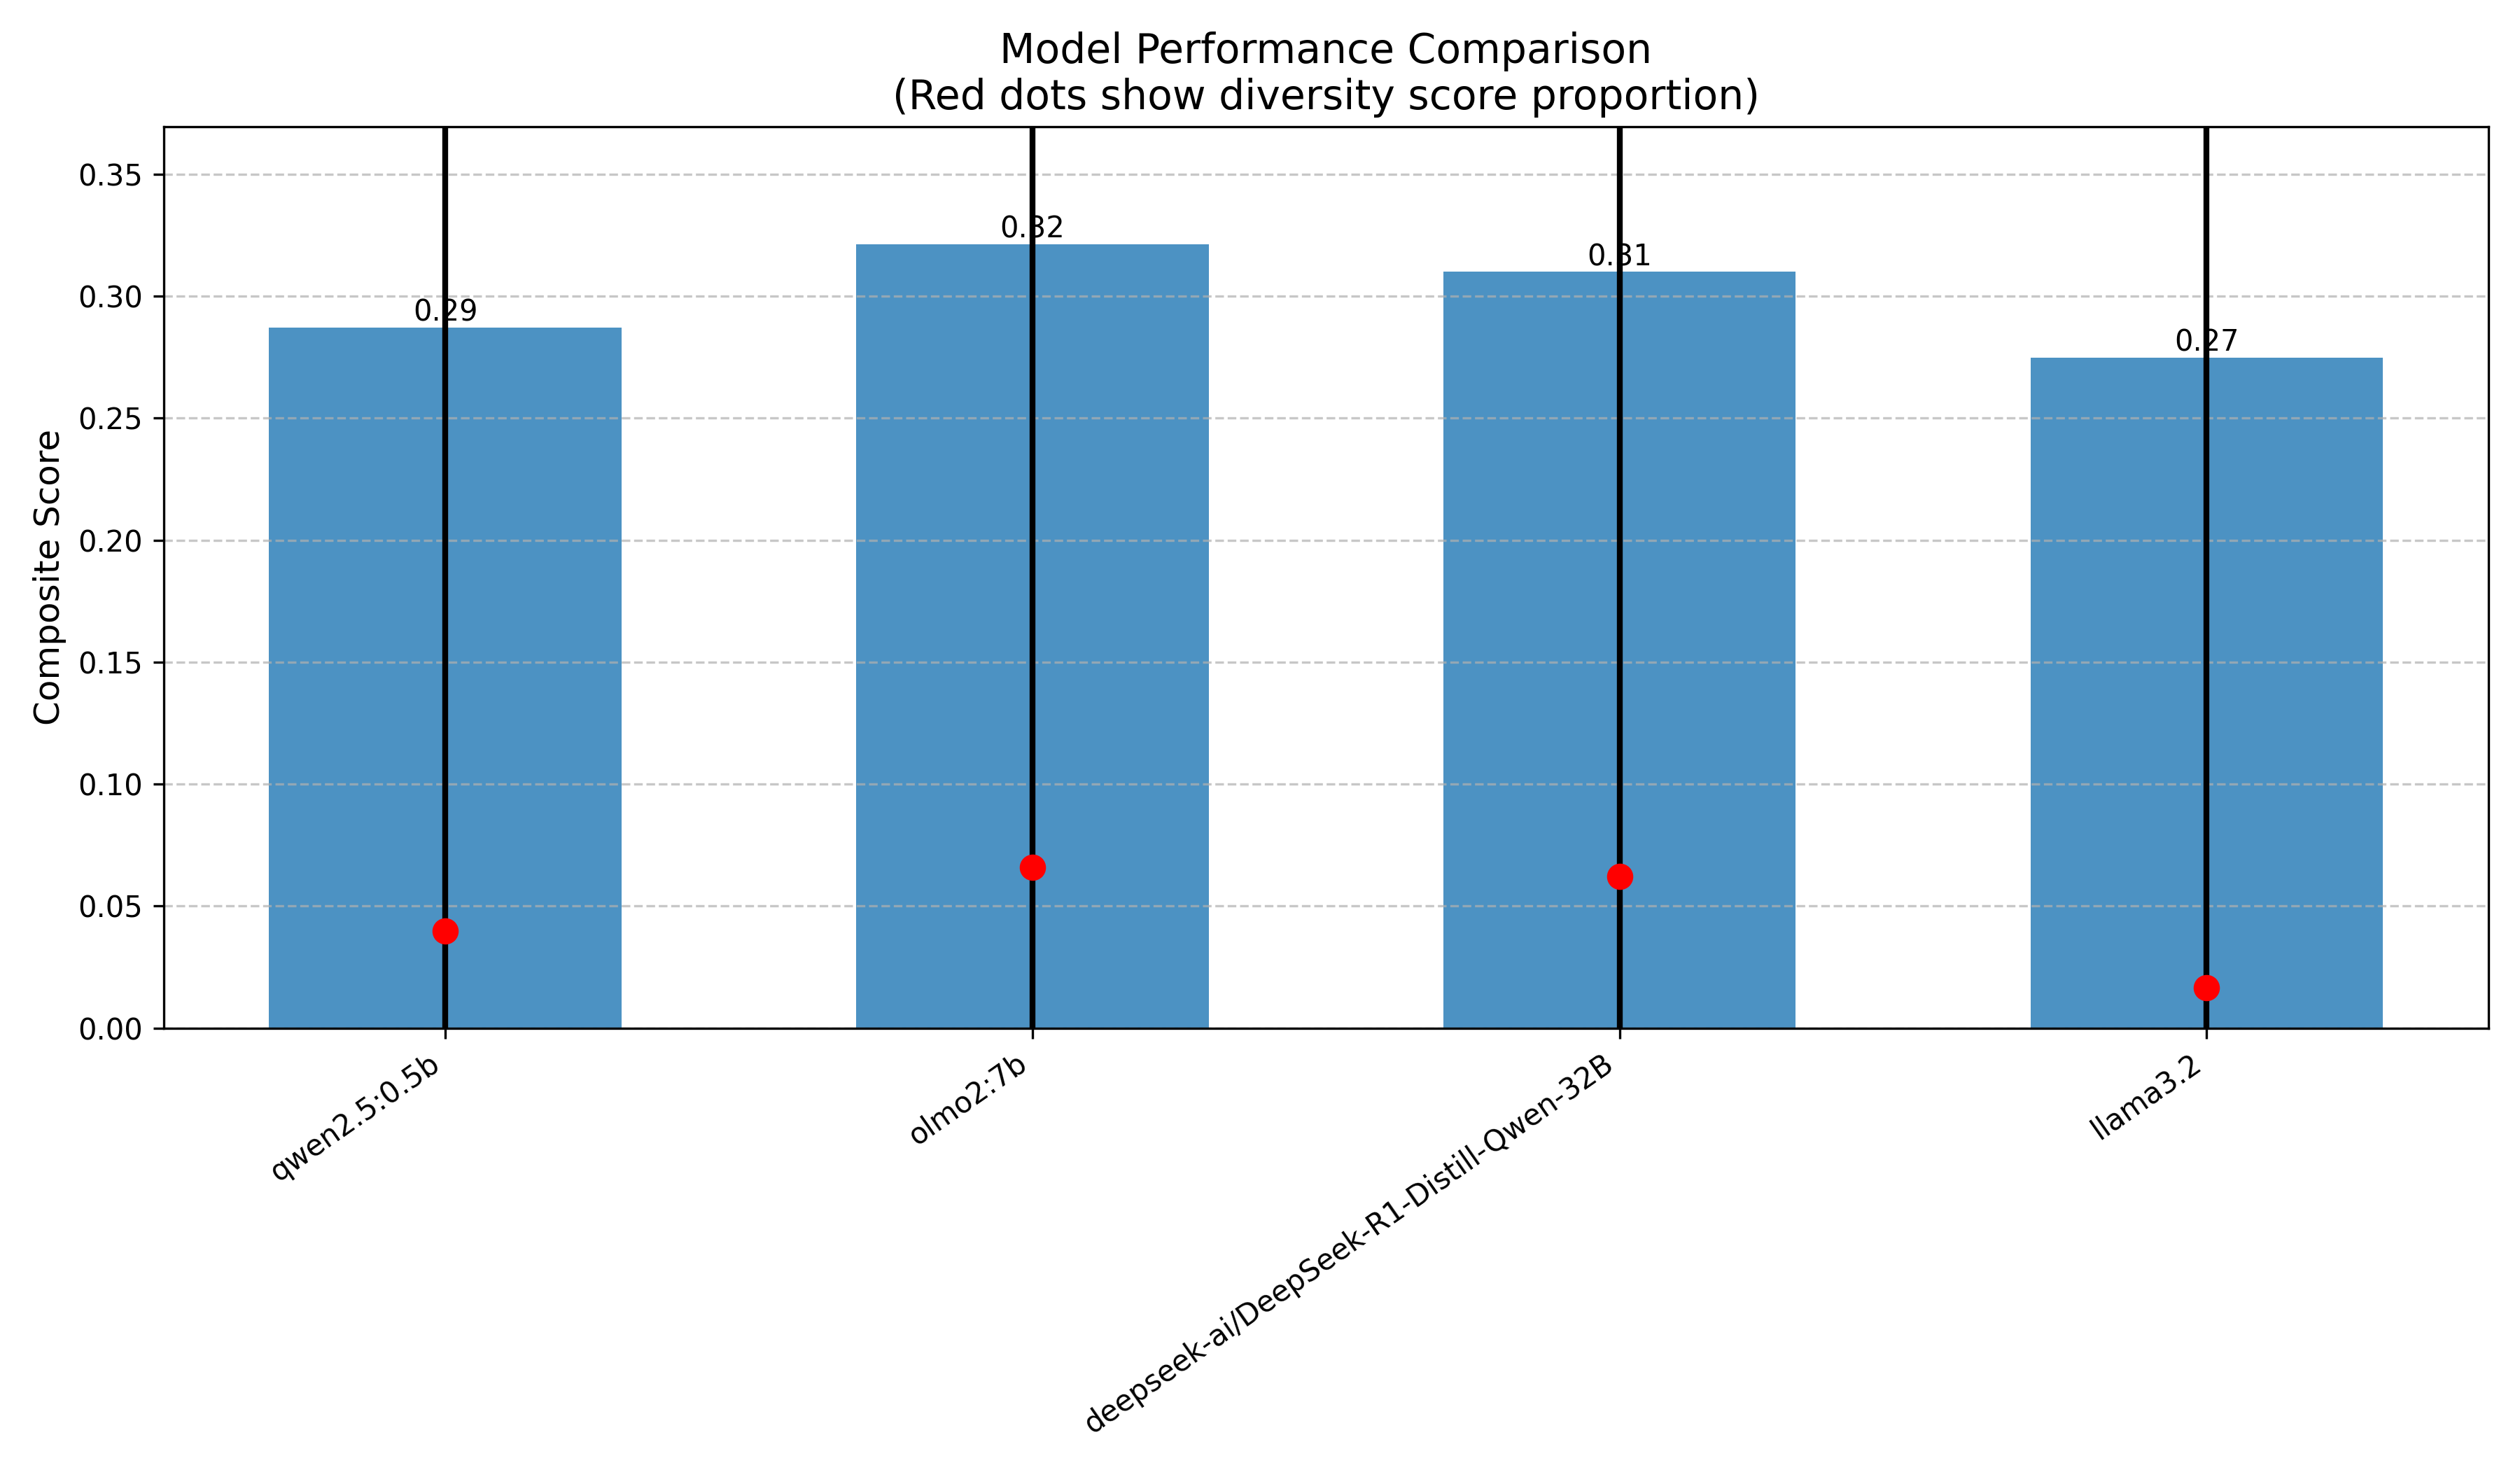 Model Performance Comparison
(Red dots show diversity score proportion)
Composite Score
0.35
0.30
0.25
0.20
0.15
0.10
0.05
0.00
0.29
0.32
0.31
0.27
qwen2.5:0.5b
olmo2:7b
deepseek-ai/DeepSeek-R1-Distill-Qwen-32B
llama3.2